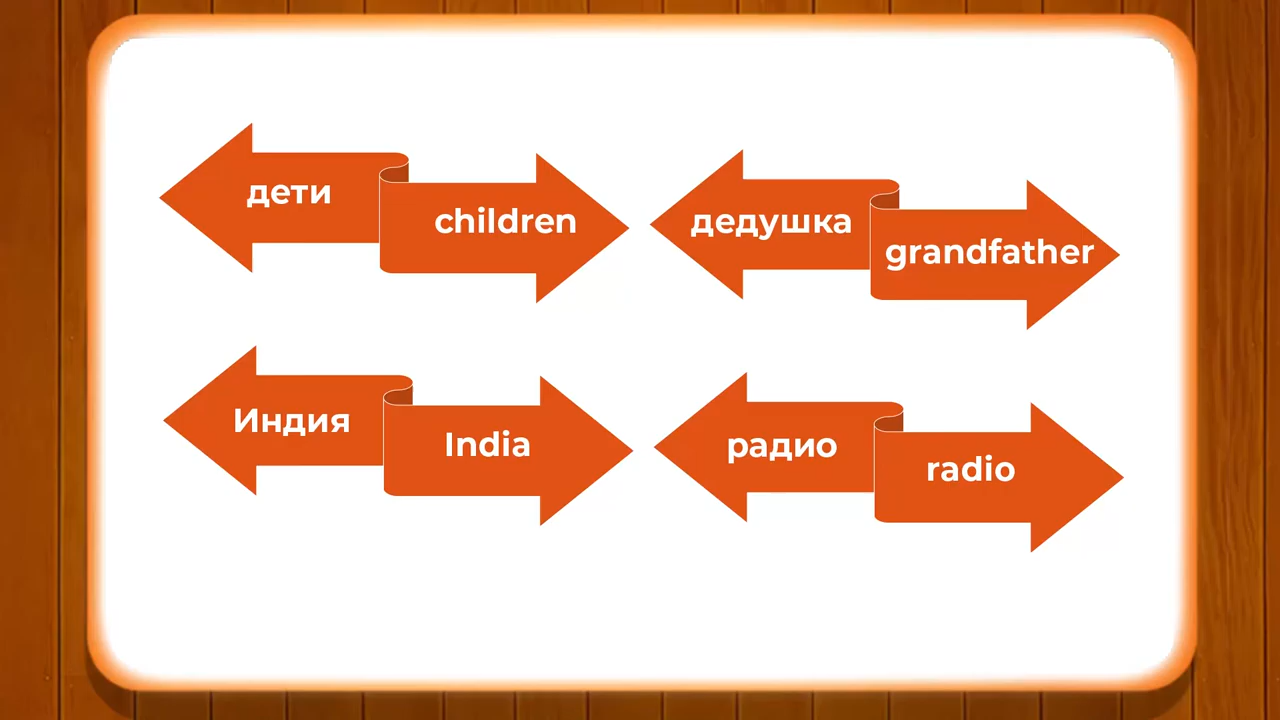 дети
children
дедушка
grandfather
Индия
India
радио
radio